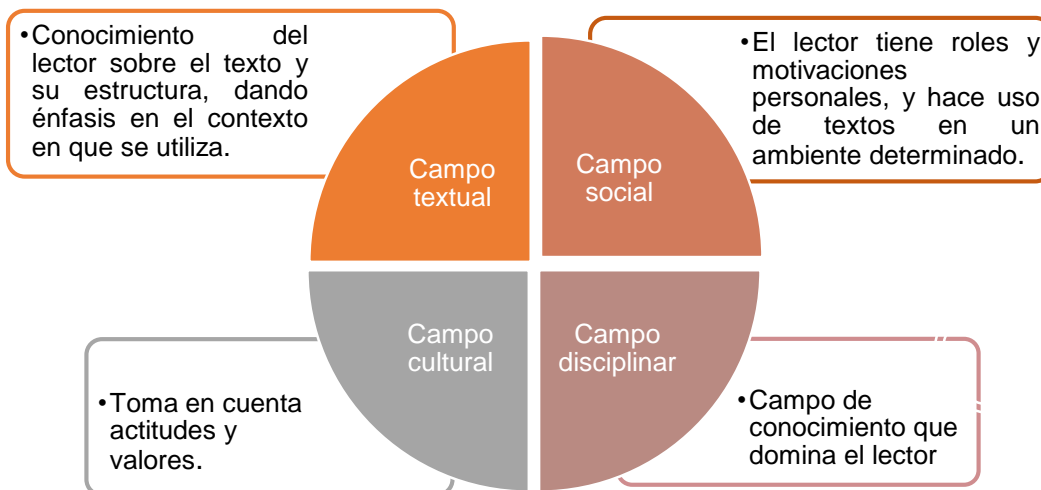 •Conocimiento del
lector sobre el texto y
su estructura, dando
énfasis en el contexto
en que se utiliza.
Campo
textual
Campo
social
•El lector tiene roles y
motivaciones
personales, y hace uso
de textos en un
ambiente determinado.
Campo
cultural
Campo
disciplinar
•Toma en cuenta
actitudes y
valores.
•Campo de
conocimiento que
domina el lector